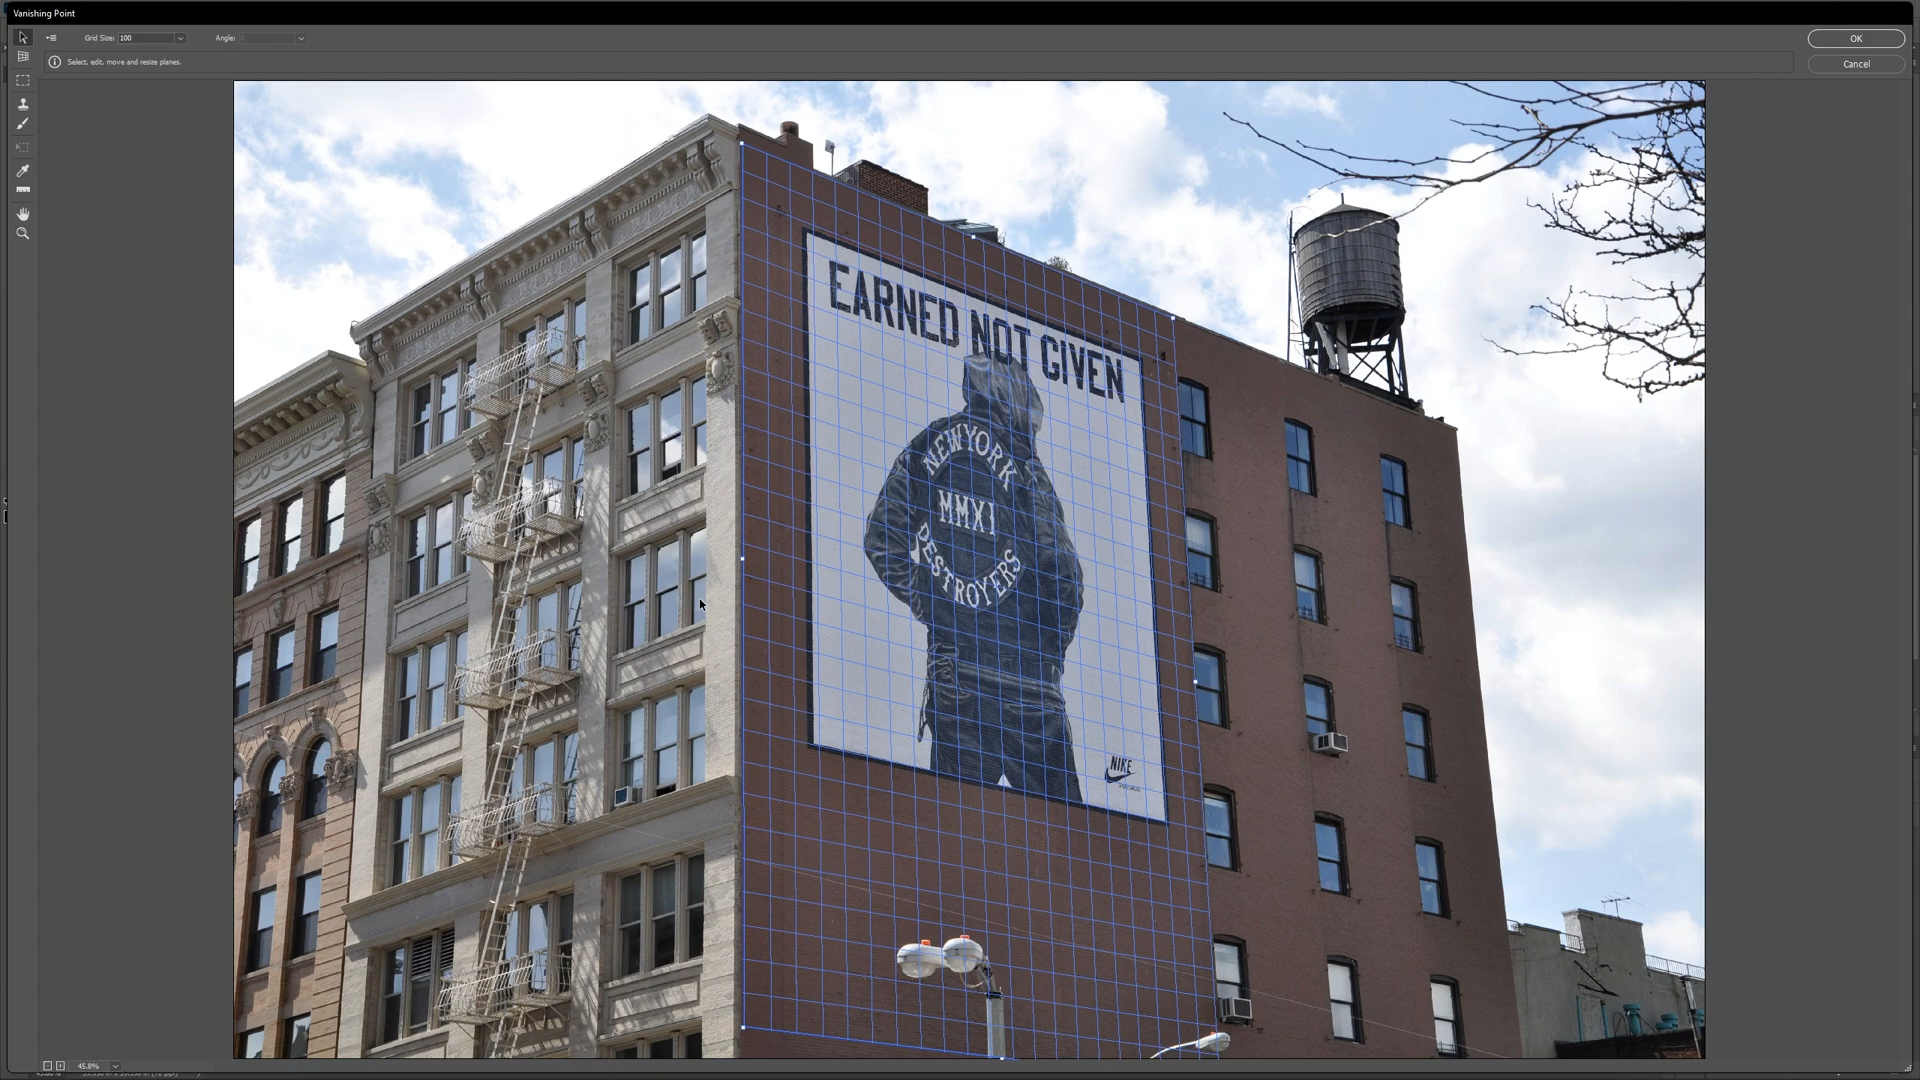 Vanishing Point
Grid Size: 100
Angle:
OK
Select, edit, move and resize planes.
Cancel
EARNED NOT GIVEN
NEW YORK
MMXI
DESTROYERS
NIKE
45.8%